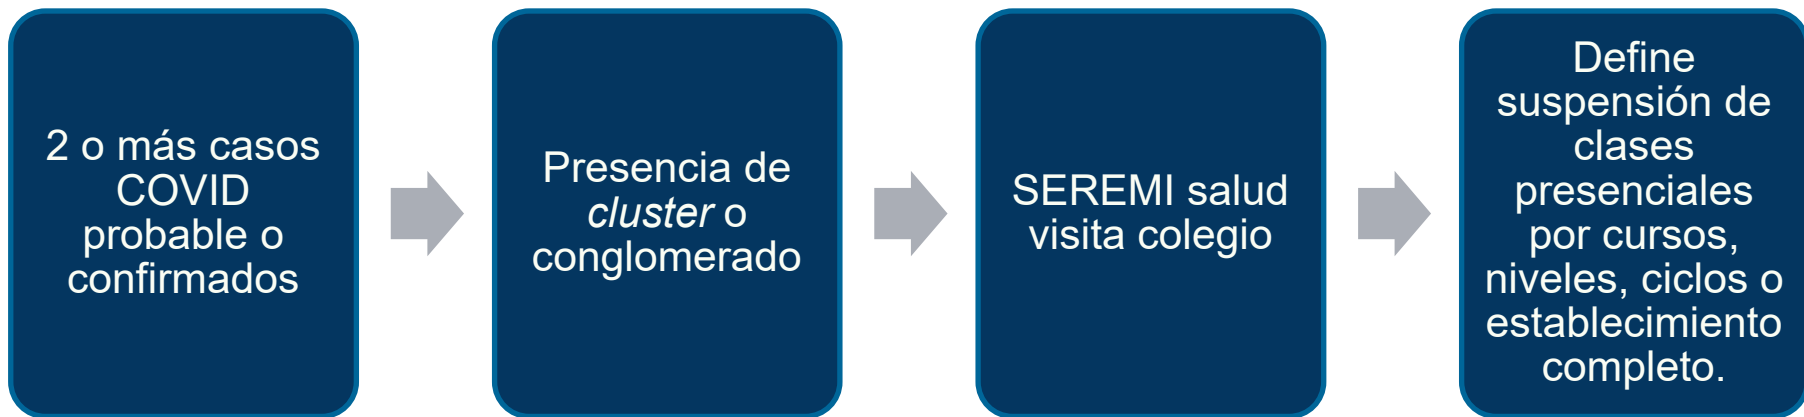 2 o más casos
COVID
probable o
confirmados
Presencia de
cluster o
conglomerado
SEREMI salud
visita colegio
Define
suspensión de
clases
presenciales
por cursos,
niveles, ciclos o
establecimiento
completo.